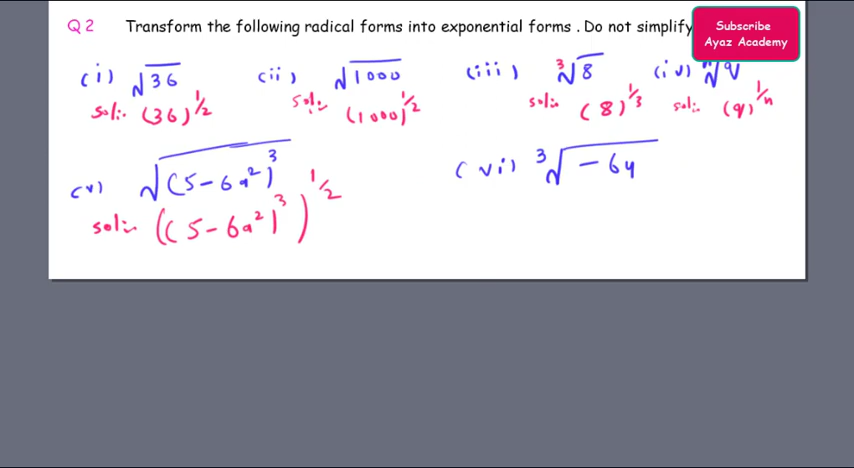 Q 2 Transform the following radical forms into exponential forms . Do not simplify
Subscribe
Ayaz Academy
(i) √36 (ii) √1000 (iii) ³√8 (iv) ⁿ√q
Sol:- (36)^1/2 Sol:- (1000)^1/2 Sol:- (8)^1/3 Sol:- (q)^1/n
(v) √(5-6a²)³ (vi) ³√-64
Sol:- ((5-6a²)³)^1/2